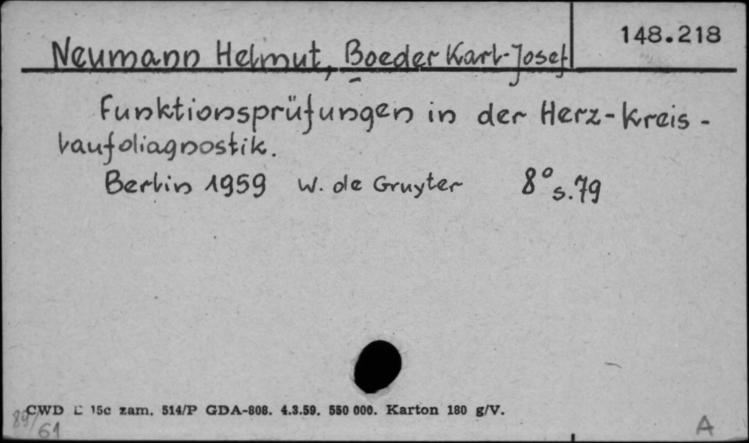 148.218
Neumann Helmut, Boeder Karl-Josef
Funktionsprüfungen in der Herz-Kreis-
laufdiagnostik.
Berlin 1959 W. de Gruyter 8° s. 79
CWD L 15c zam. 514/P GDA-808. 4.3.59. 550 000. Karton 180 g/V.
89/61
A